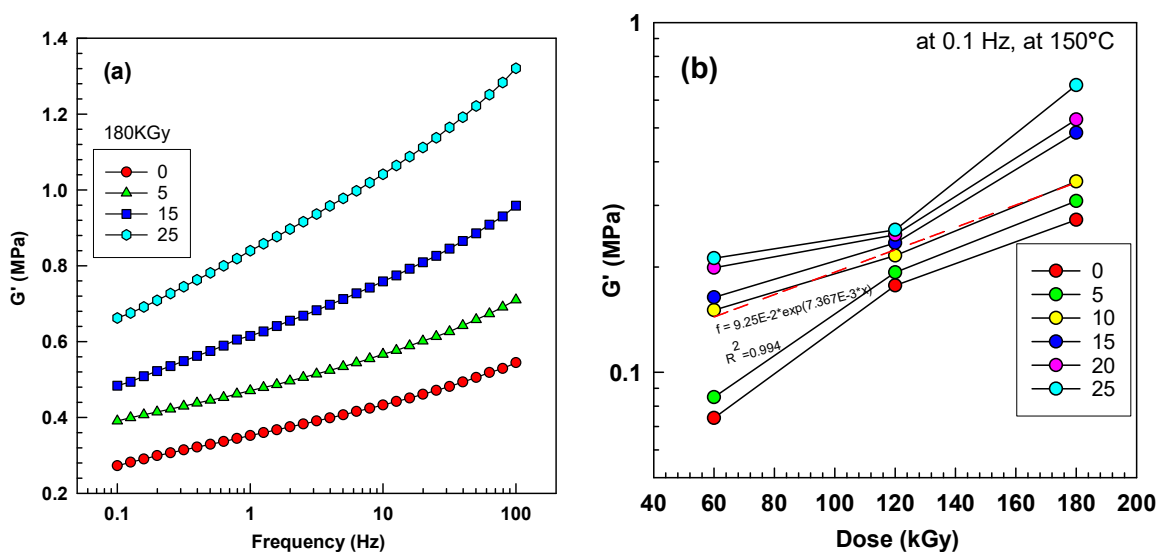 (a)
180KGy
0
5
15
25
1.4
1.2
1.0
0.8
0.6
0.4
0.2
G' (MPa)
0.1 1 10 100
Frequency (Hz)
(b)
at 0.1 Hz, at 150°C
1
0.1
G' (MPa)
f = 9.25E-2*exp(7.367E-3*x)
R²=0.994
0
5
10
15
20
25
40 60 80 100 120 140 160 180 200
Dose (kGy)